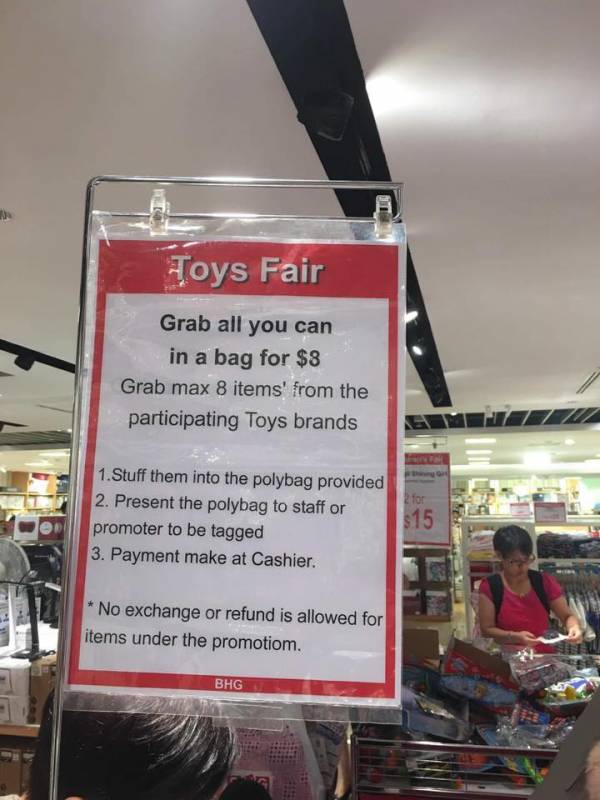 Toys Fair
Grab all you can
in a bag for $8
Grab max 8 items' from the
participating Toys brands
1.Stuff them into the polybag provided
2. Present the polybag to staff or
promoter to be tagged
3. Payment make at Cashier.
* No exchange or refund is allowed for
items under the promotiom.
BHG
2 for
$15